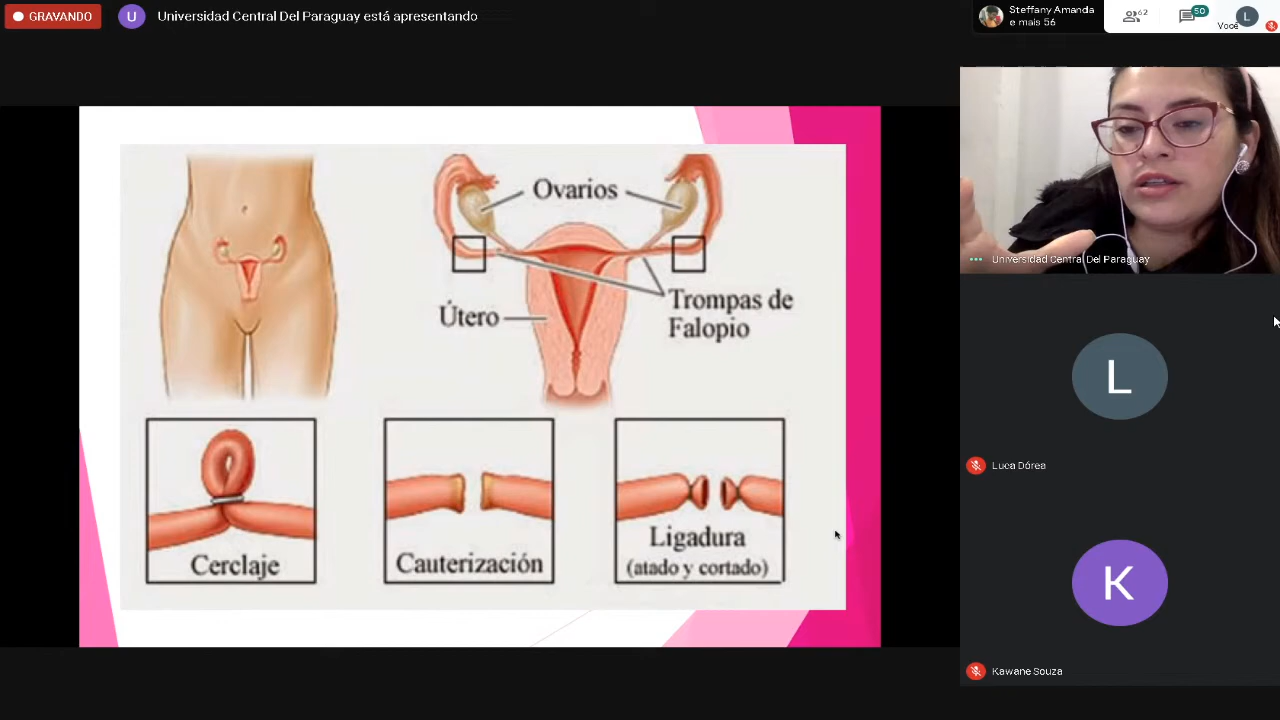 GRAVANDO
U
Universidad Central Del Paraguay está apresentando
Steffany Amanda
e mais 56
62
50
L
Você
Ovarios
Útero
Trompas de
Falopio
Cerclaje
Cauterización
Ligadura
(atado y cortado)
Universidad Central Del Paraguay
L
Luca Dórea
K
Kawane Souza